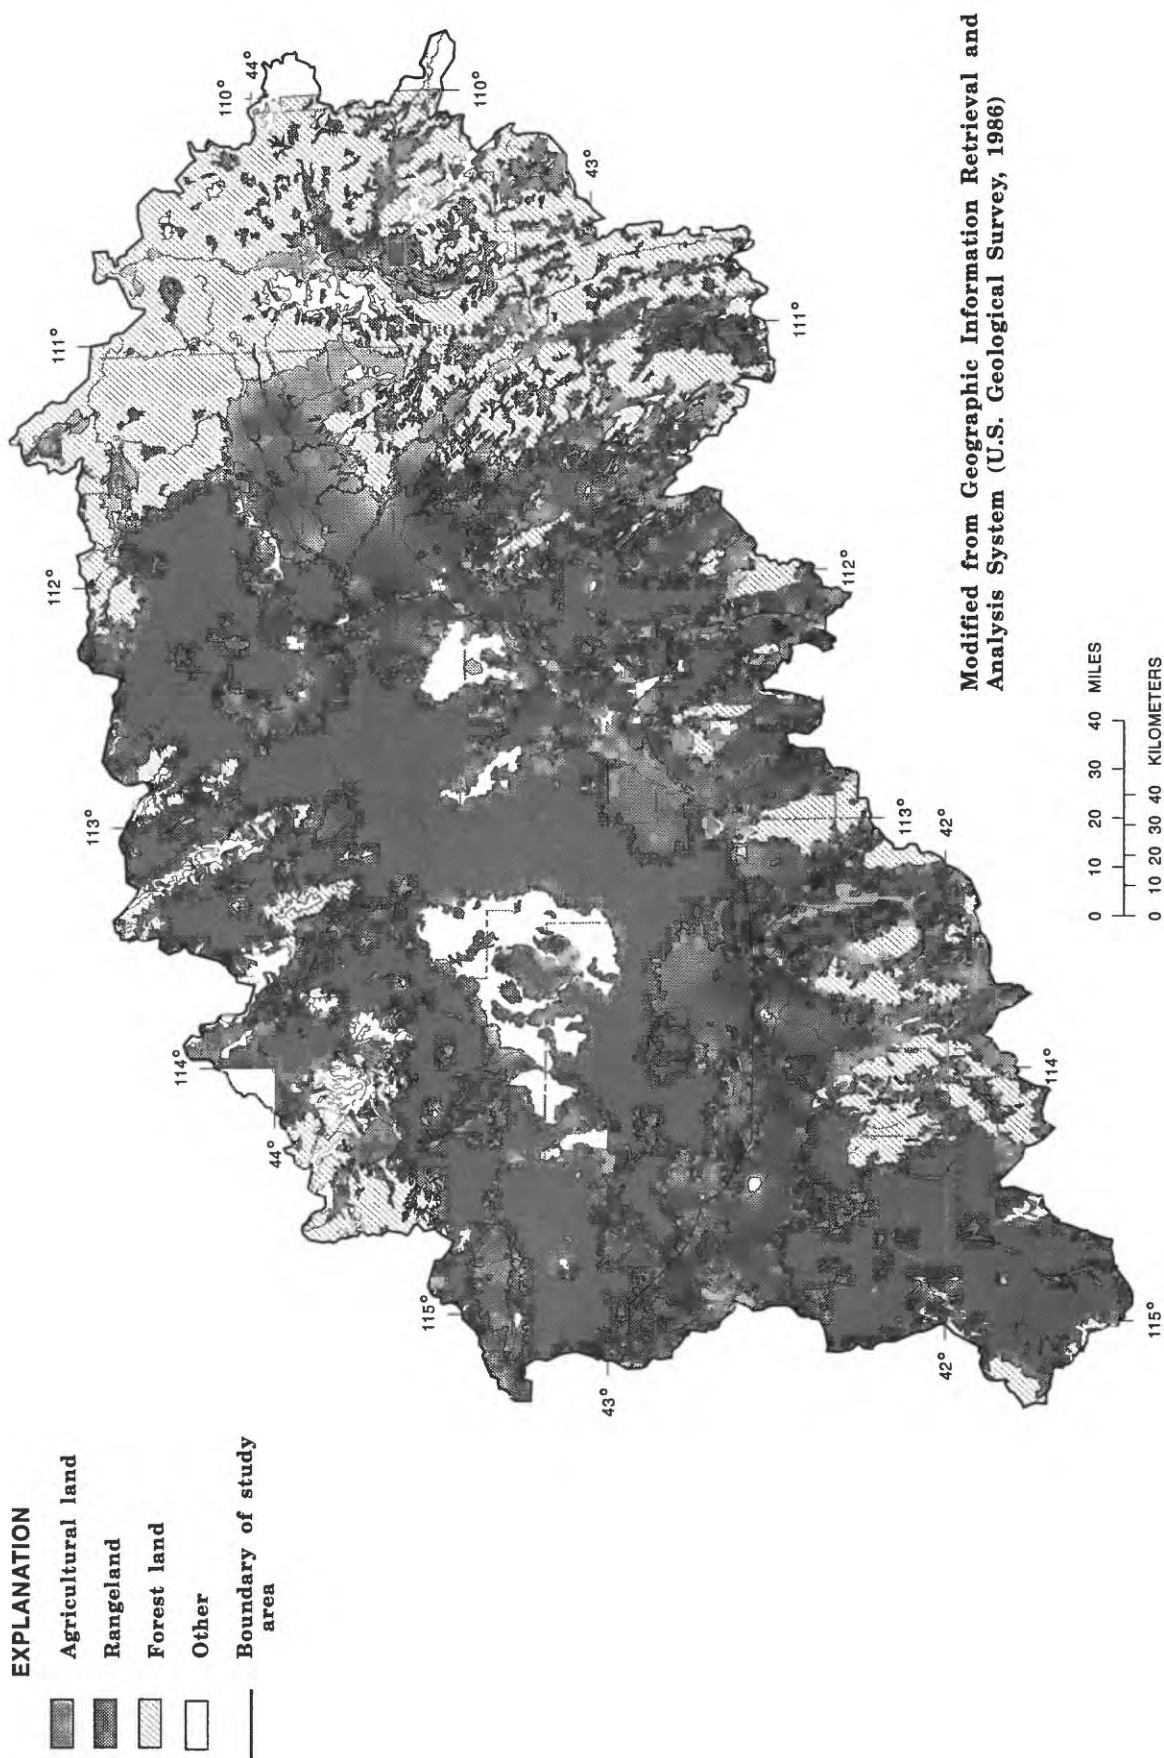 EXPLANATION
Agricultural land
Rangeland
Forest land
Other
Boundary of study
area
115°
44°
114°
113°
112°
111°
110°
44°
110°
43°
111°
112°
113°
42°
114°
115°
42°
43°
0 10 20 30 40 MILES
0 10 20 30 40 KILOMETERS
Modified from Geographic Information Retrieval and
Analysis System (U.S. Geological Survey, 1986)